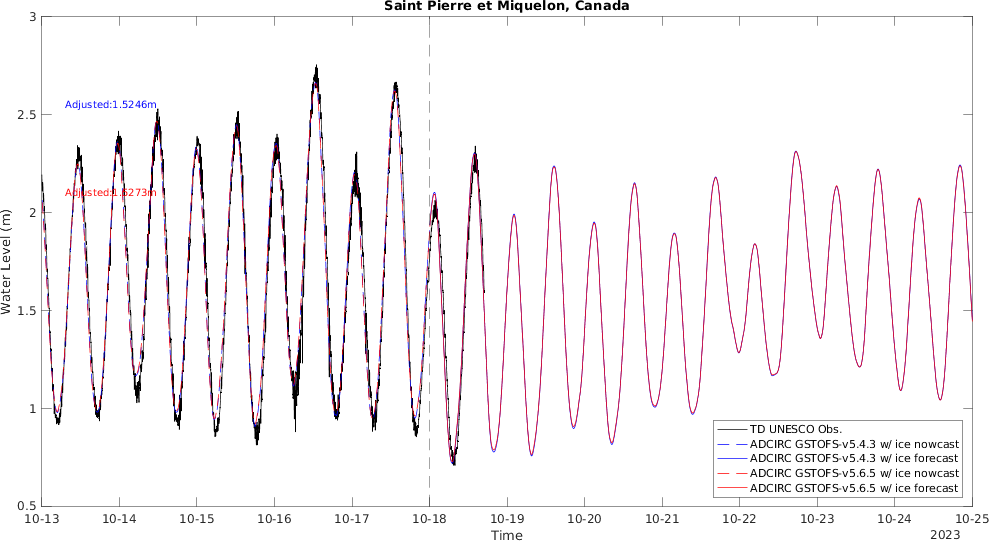 Saint Pierre et Miquelon, Canada
3
2.5
2
1.5
1
0.5
Water Level (m)
Adjusted:1.5246m
Adjusted:1.5273m
TD UNESCO Obs.
ADCIRC GSTOFS-v5.4.3 w/ ice nowcast
ADCIRC GSTOFS-v5.4.3 w/ ice forecast
ADCIRC GSTOFS-v5.6.5 w/ ice nowcast
ADCIRC GSTOFS-v5.6.5 w/ ice forecast
10-13 10-14 10-15 10-16 10-17 10-18 10-19 10-20 10-21 10-22 10-23 10-24 10-25
Time
2023